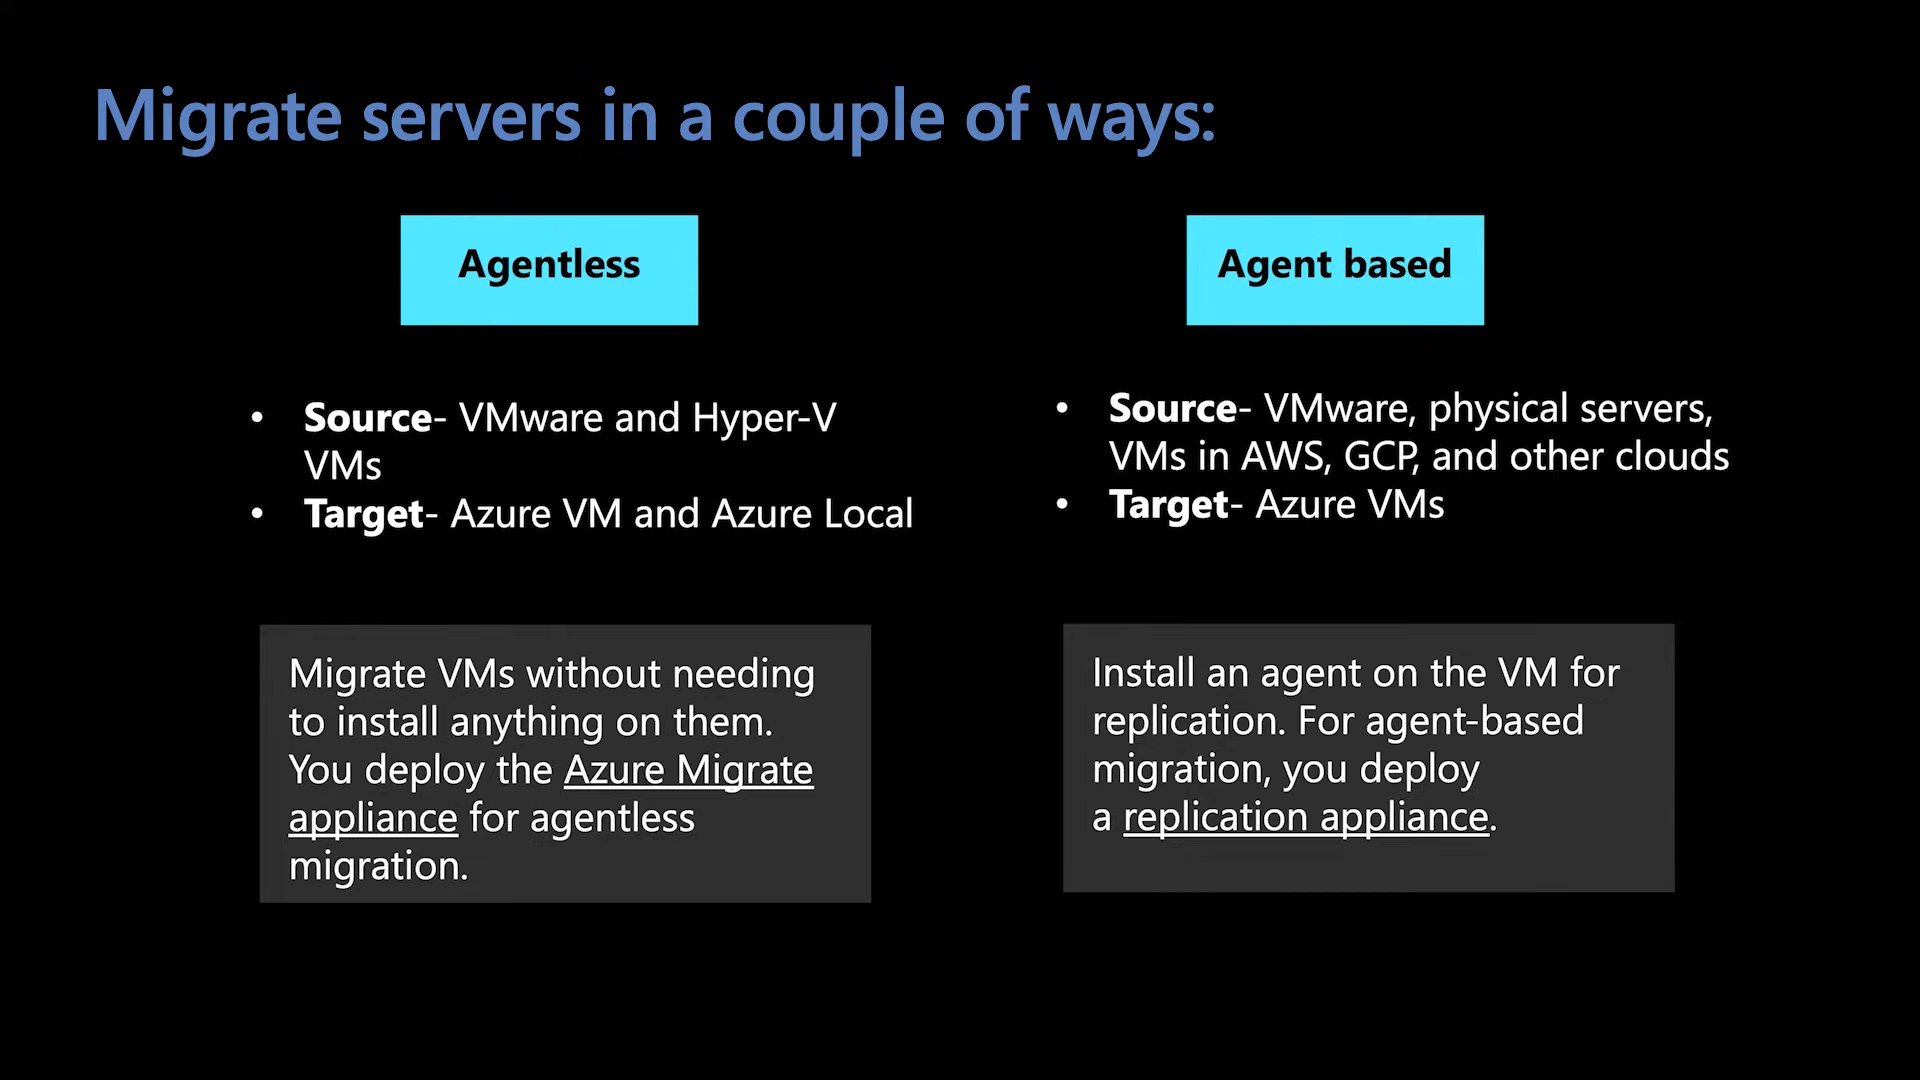 Migrate servers in a couple of ways:
Agentless
• Source- VMware and Hyper-V
VMs
• Target- Azure VM and Azure Local
Migrate VMs without needing
to install anything on them.
You deploy the Azure Migrate
appliance for agentless
migration.
Agent based
• Source- VMware, physical servers,
VMs in AWS, GCP, and other clouds
• Target- Azure VMs
Install an agent on the VM for
replication. For agent-based
migration, you deploy
a replication appliance.